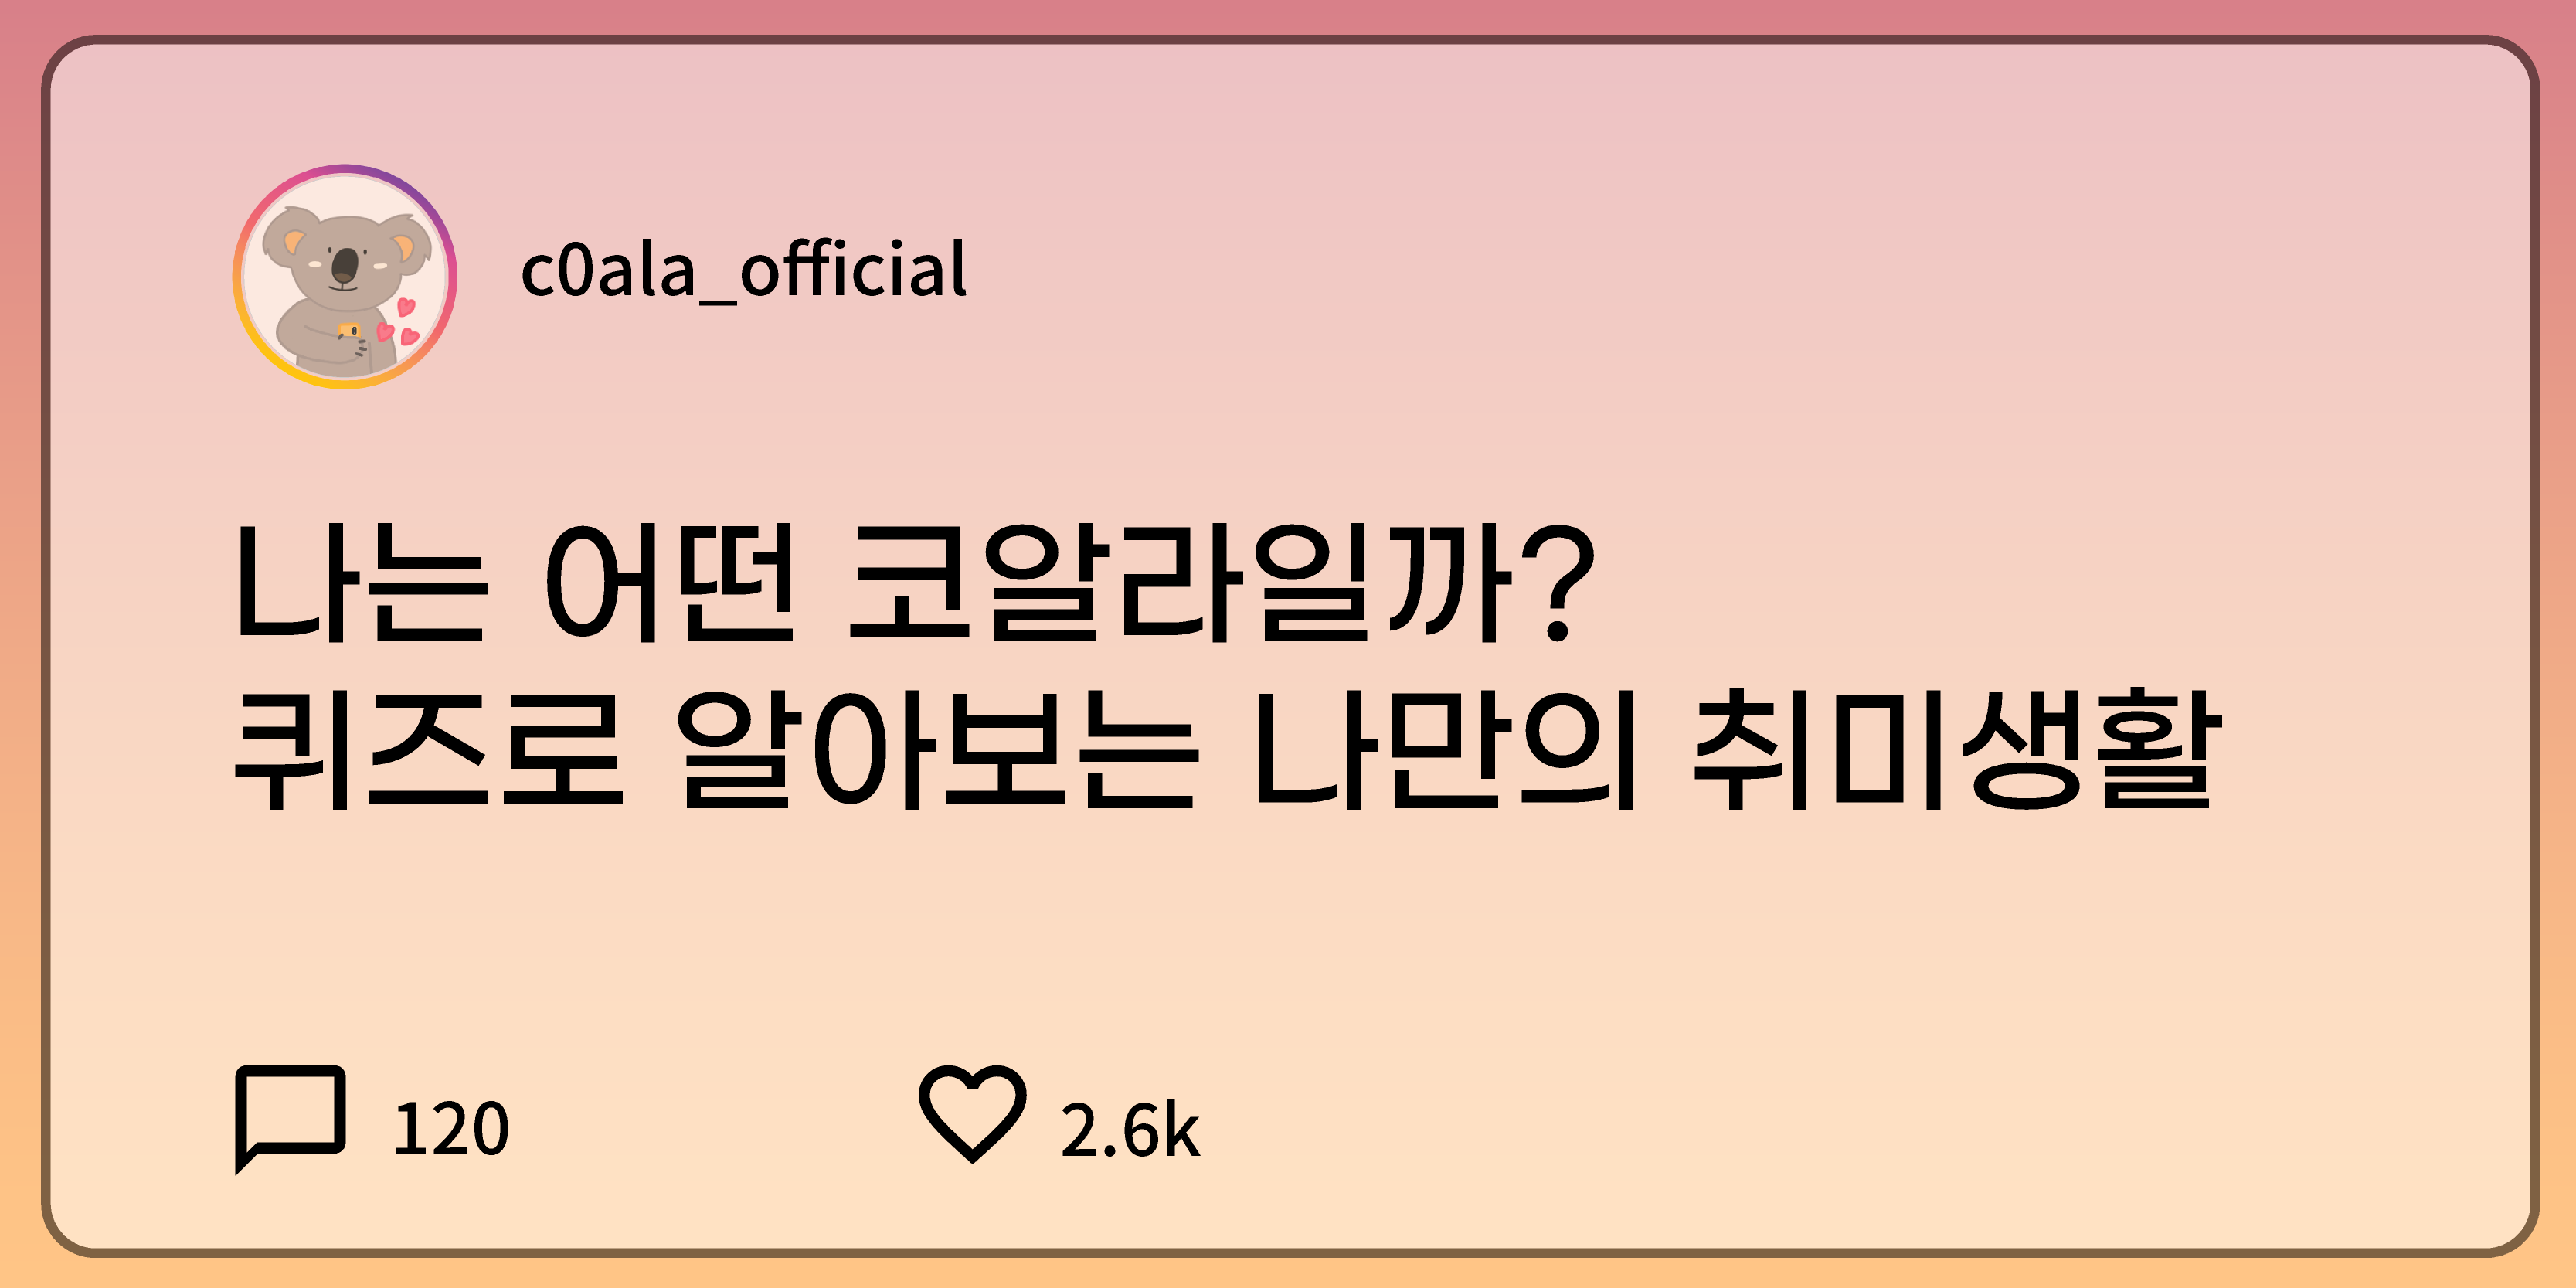 c0ala_official
나는 어떤 코알라일까?
퀴즈로 알아보는 나만의 취미생활
120
2.6k